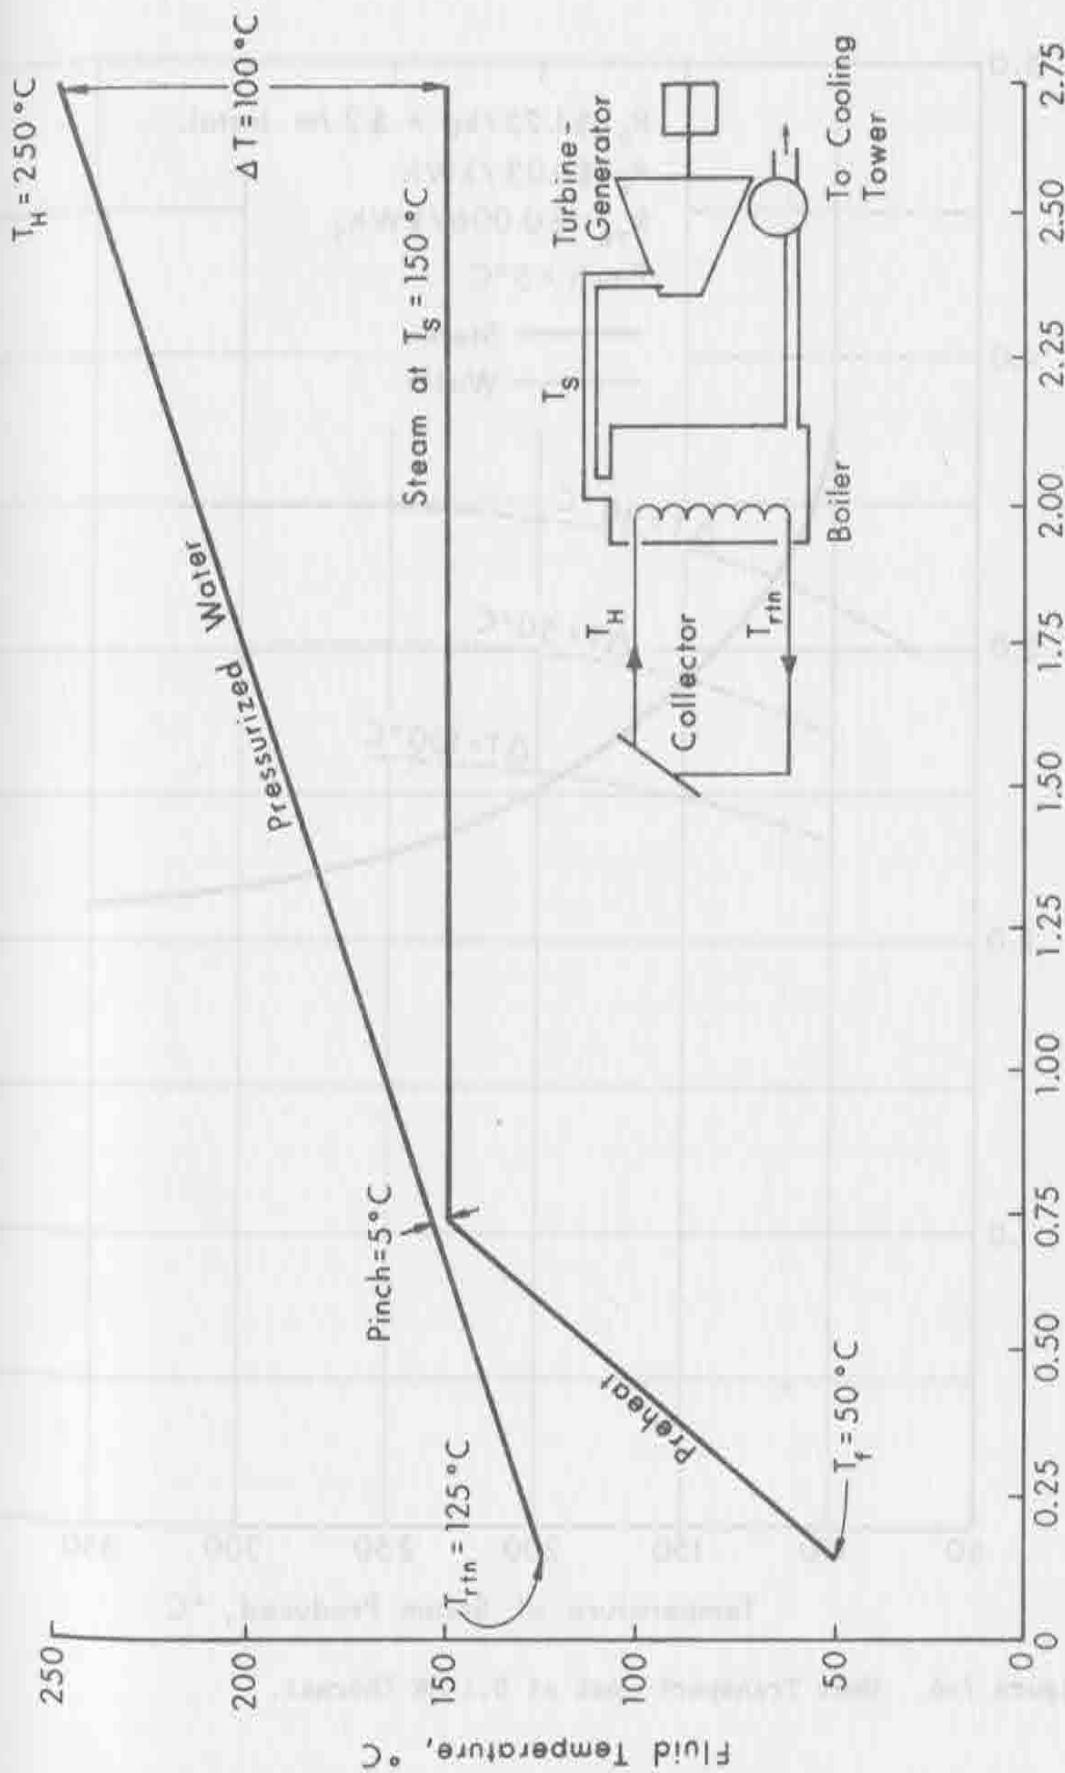 T_H = 250 °C
ΔT = 100 °C
Pressurized Water
Steam at T_S = 150 °C
Pinch = 5 °C
T_rtn = 125 °C
Preheat
T_f = 50 °C
Turbine -
Generator
T_S
T_H
Collector
T_rtn
Boiler
To Cooling
Tower
Fluid Temperature, °C
250
200
150
100
50
0
0
0.25
0.50
0.75
1.00
1.25
1.50
1.75
2.00
2.25
2.50
2.75